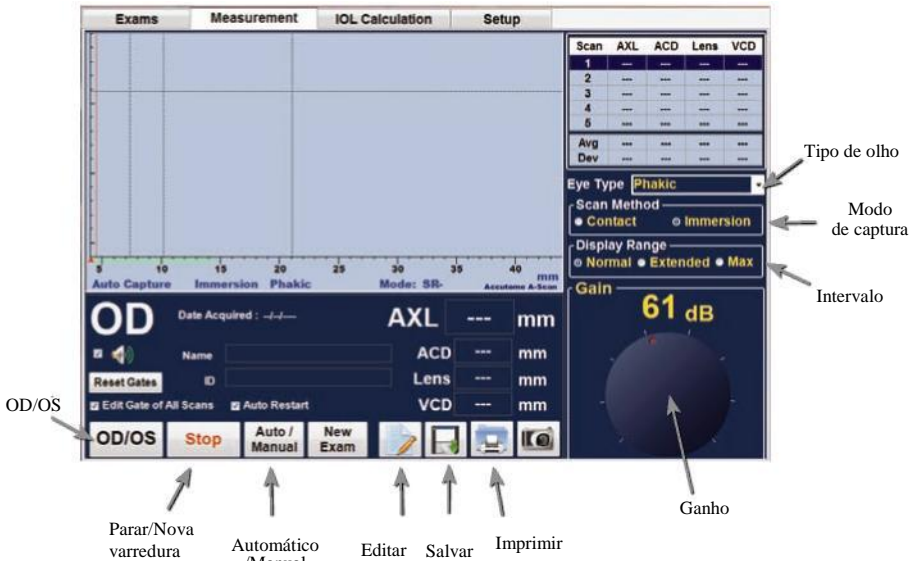 Exams Measurement IOL Calculation Setup
Scan AXL ACD Lens VCD
1 --- --- --- ---
2 --- --- --- ---
3 --- --- --- ---
4 --- --- --- ---
5 --- --- --- ---
Avg --- --- --- ---
Dev --- --- --- ---
Tipo de olho
Eye Type Phakic
Scan Method
Contact Immersion
Modo
de captura
Display Range
Normal Extended Max
Intervalo
5 10 15 20 25 30 35 40 mm
Auto Capture Immersion Phakic Mode: SR- Accutome A-Scan
Gain
61 dB
OD Date Acquired : --/--/---- AXL --- mm
Name ACD --- mm
Reset Gates ID Lens --- mm
Edit Gate of All Scans Auto Restart VCD --- mm
OD/OS
OD/OS Stop Auto / Manual New Exam
Ganho
Parar/Nova
varredura
Automático
/Manual
Editar Salvar Imprimir